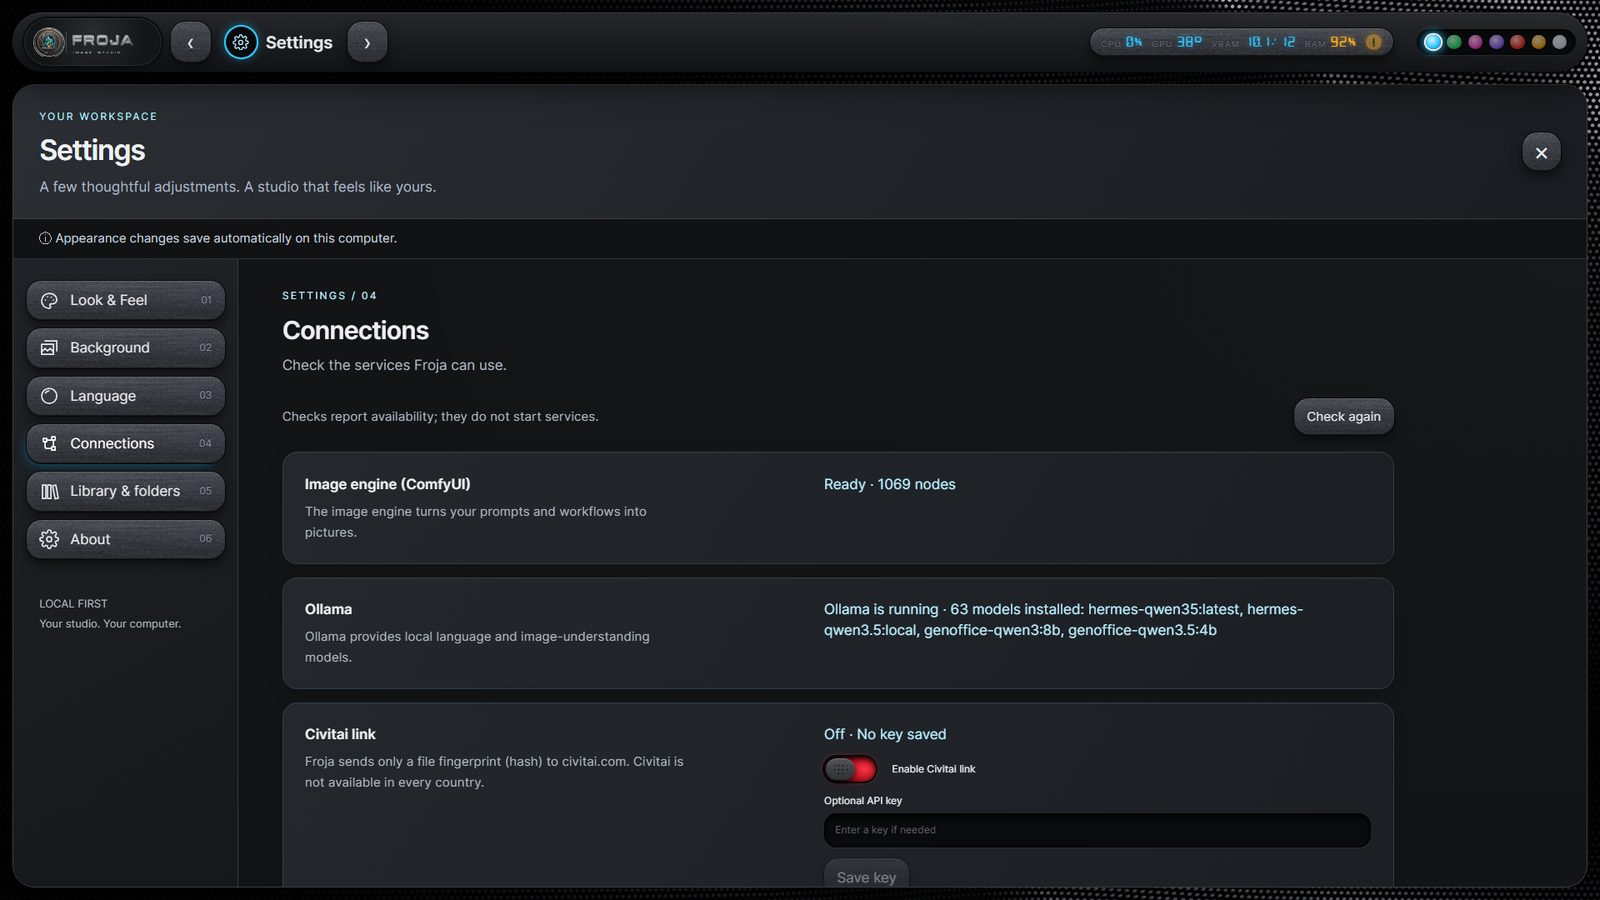 FROJA
IMAGE STUDIO
Settings
CPU 0% GPU 38° VRAM 10.1/12 RAM 92% !
YOUR WORKSPACE
Settings
A few thoughtful adjustments. A studio that feels like yours.
Appearance changes save automatically on this computer.
Look & Feel 01
Background 02
Language 03
Connections 04
Library & folders 05
About 06
LOCAL FIRST
Your studio. Your computer.
SETTINGS / 04
Connections
Check the services Froja can use.
Checks report availability; they do not start services.
Check again
Image engine (ComfyUI)
The image engine turns your prompts and workflows into
pictures.
Ready · 1069 nodes
Ollama
Ollama provides local language and image-understanding
models.
Ollama is running · 63 models installed: hermes-qwen35:latest, hermes-
qwen3.5:local, genoffice-qwen3:8b, genoffice-qwen3.5:4b
Civitai link
Froja sends only a file fingerprint (hash) to civitai.com. Civitai is
not available in every country.
Off · No key saved
Enable Civitai link
Optional API key
Enter a key if needed
Save key